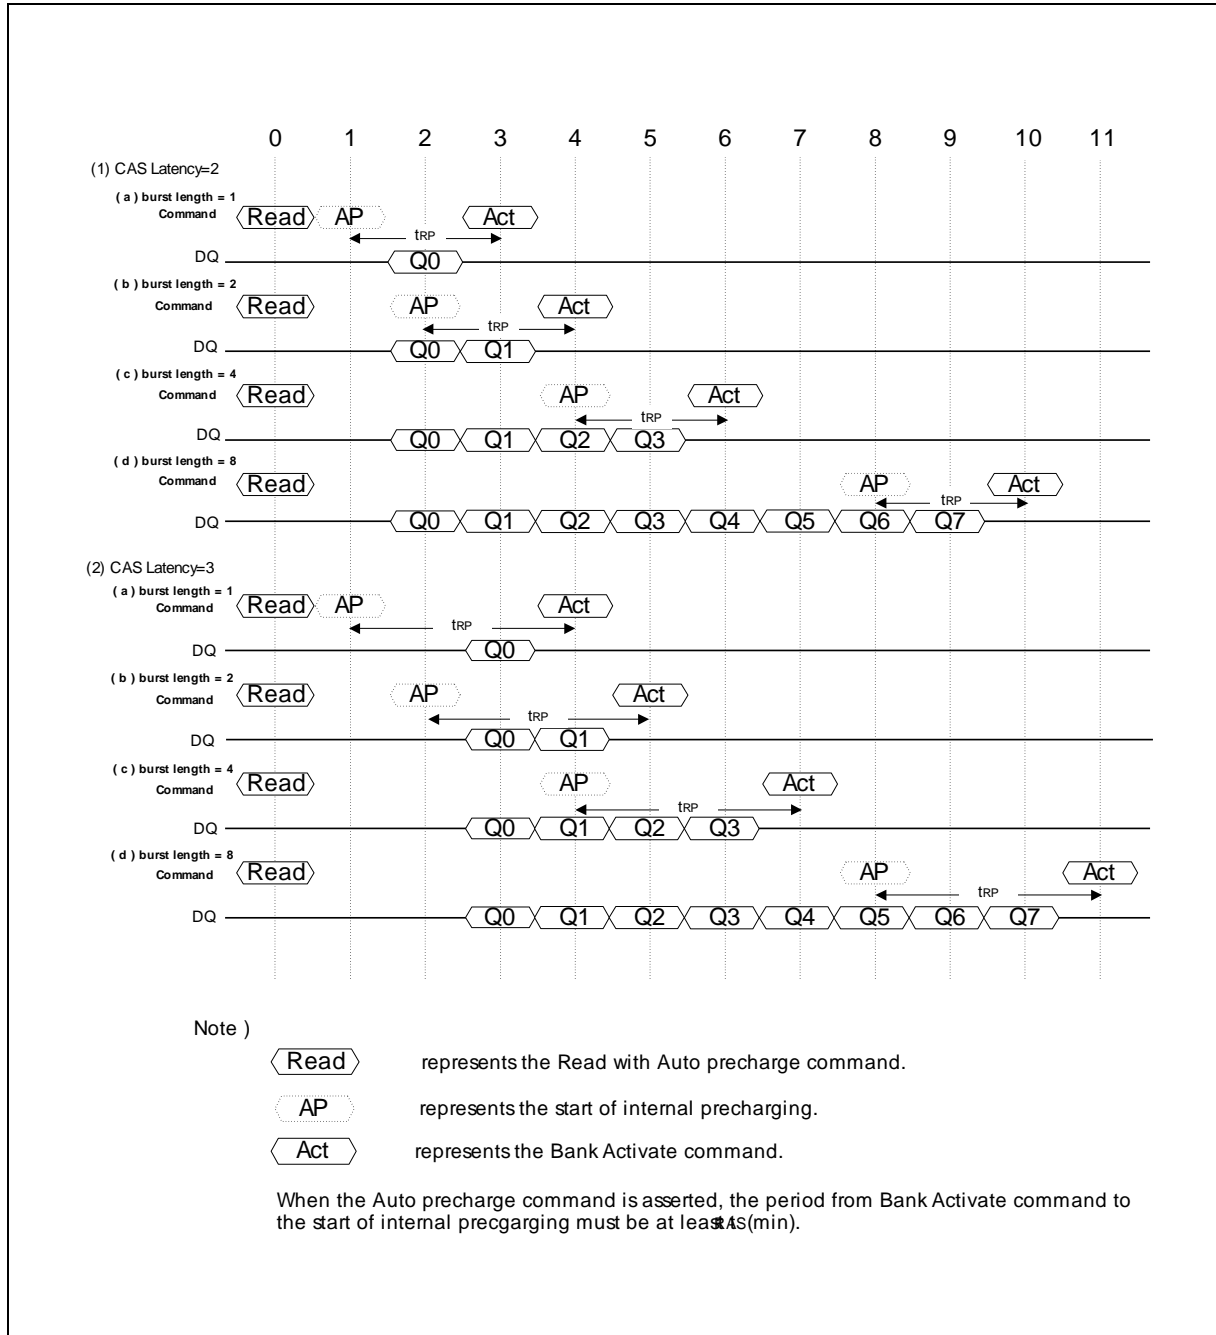 0 1 2 3 4 5 6 7 8 9 10 11
(1) CAS Latency=2
( a ) burst length = 1
Command Read AP Act
tRP
DQ Q0
( b ) burst length = 2
Command Read AP Act
tRP
DQ Q0 Q1
( c ) burst length = 4
Command Read AP Act
tRP
DQ Q0 Q1 Q2 Q3
( d ) burst length = 8
Command Read AP Act
tRP
DQ Q0 Q1 Q2 Q3 Q4 Q5 Q6 Q7
(2) CAS Latency=3
( a ) burst length = 1
Command Read AP Act
tRP
DQ Q0
( b ) burst length = 2
Command Read AP Act
tRP
DQ Q0 Q1
( c ) burst length = 4
Command Read AP Act
tRP
DQ Q0 Q1 Q2 Q3
( d ) burst length = 8
Command Read AP Act
tRP
DQ Q0 Q1 Q2 Q3 Q4 Q5 Q6 Q7
Note )
Read represents the Read with Auto precharge command.
AP represents the start of internal precharging.
Act represents the Bank Activate command.
When the Auto precharge command is asserted, the period from Bank Activate command to
the start of internal precgarging must be at least tRAS(min).